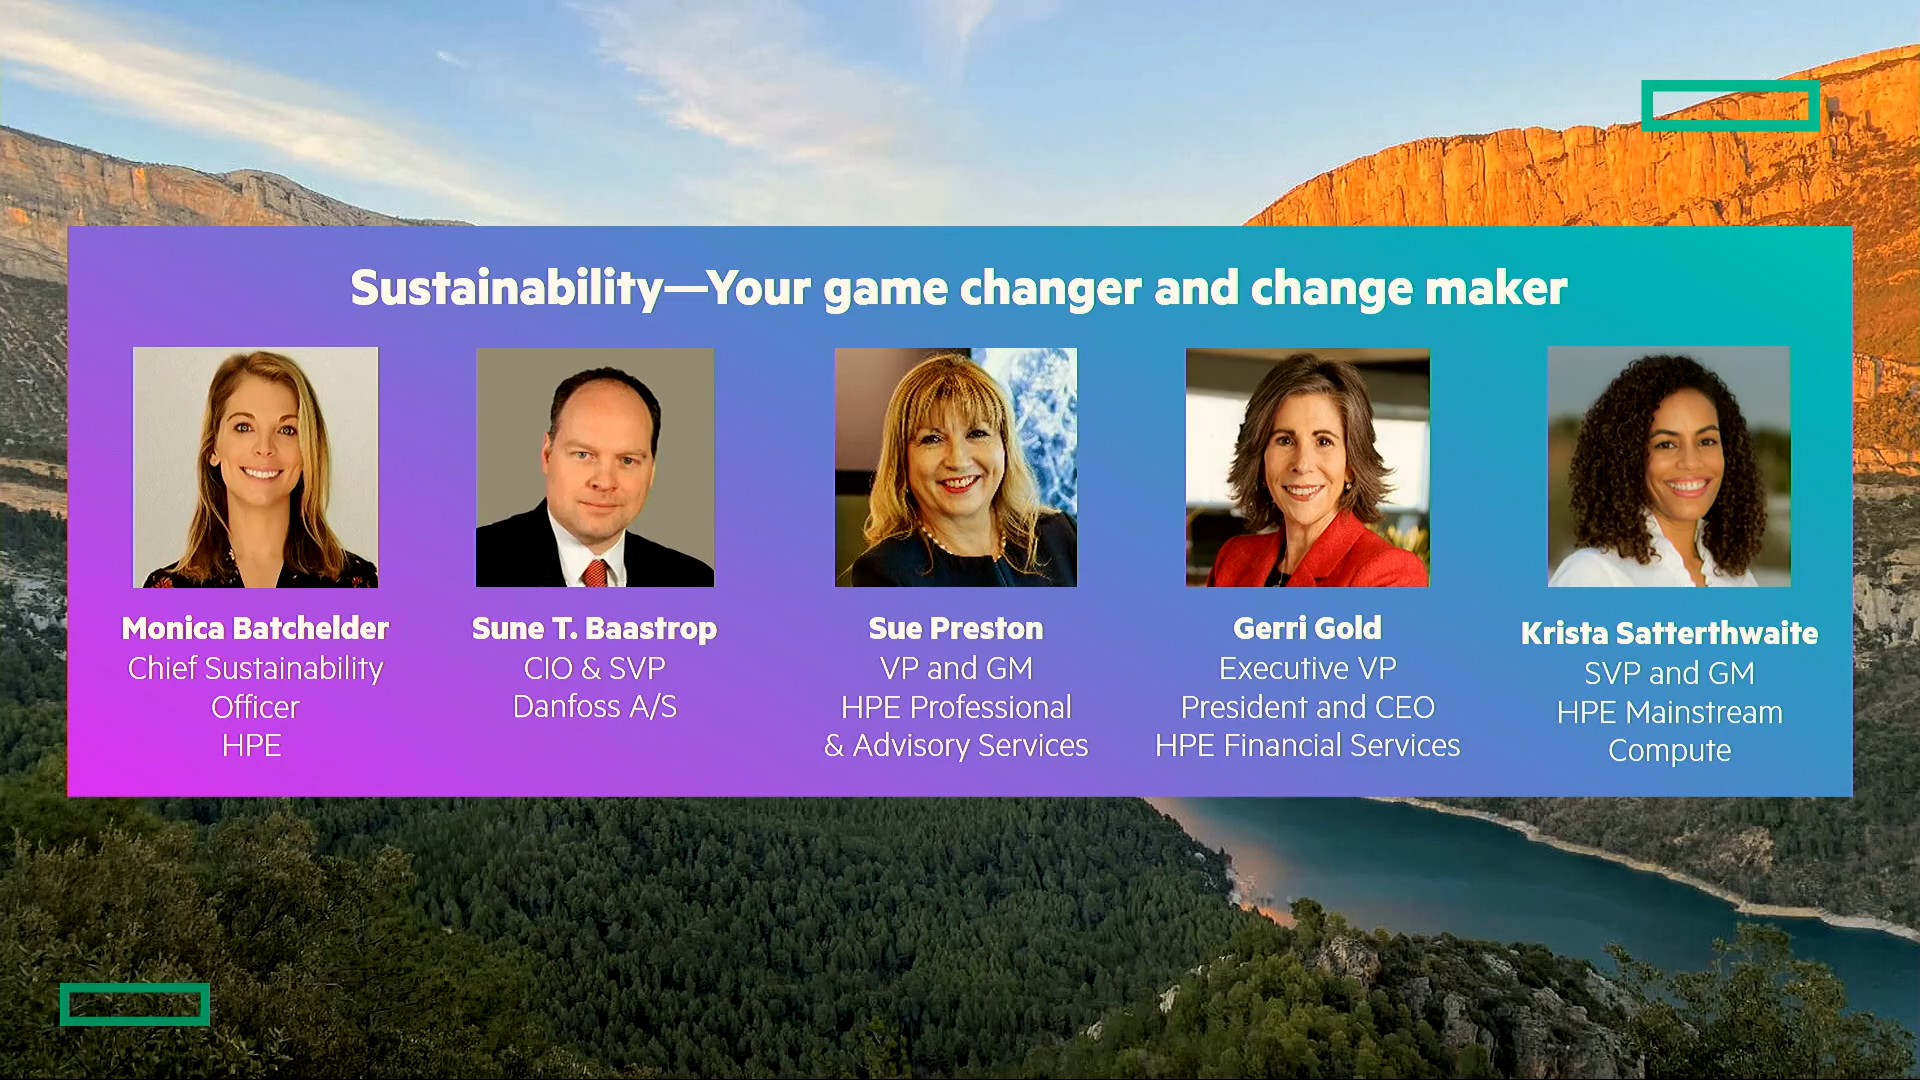 Sustainability—Your game changer and change maker
Monica Batchelder
Chief Sustainability
Officer
HPE
Sune T. Baastrop
CIO & SVP
Danfoss A/S
Sue Preston
VP and GM
HPE Professional
& Advisory Services
Gerri Gold
Executive VP
President and CEO
HPE Financial Services
Krista Satterthwaite
SVP and GM
HPE Mainstream
Compute